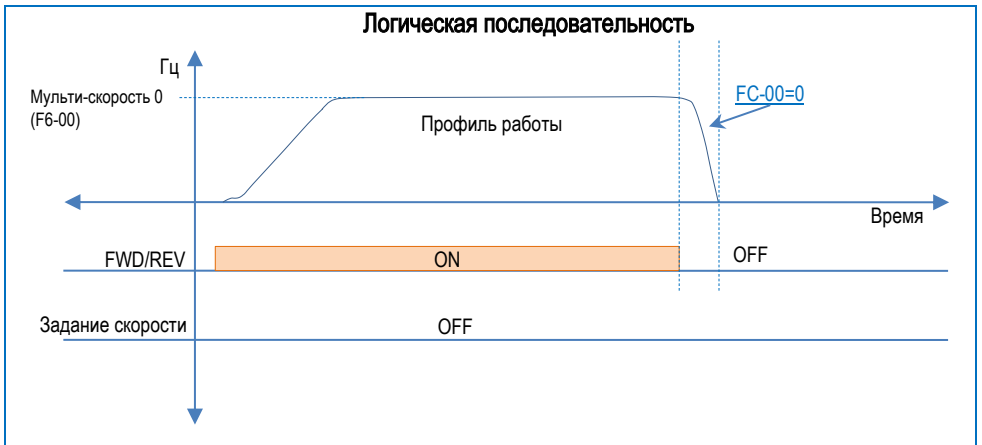 Логическая последовательность
Гц
Мульти-скорость 0
(F6-00)
FC-00=0
Профиль работы
Время
FWD/REV
ON
OFF
Задание скорости
OFF